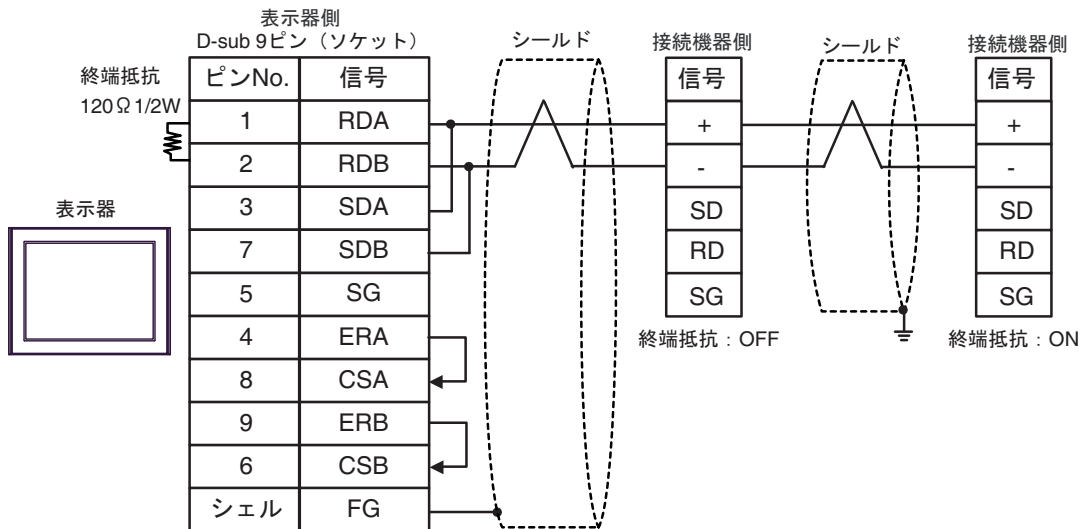 表示器側
D-sub 9ピン（ソケット）
シールド
接続機器側
シールド
接続機器側
終端抵抗
120Ω 1/2W
ピンNo. 信号
1 RDA
2 RDB
3 SDA
7 SDB
5 SG
4 ERA
8 CSA
9 ERB
6 CSB
シェル FG
表示器
信号
+
-
SD
RD
SG
終端抵抗：OFF
信号
+
-
SD
RD
SG
終端抵抗：ON